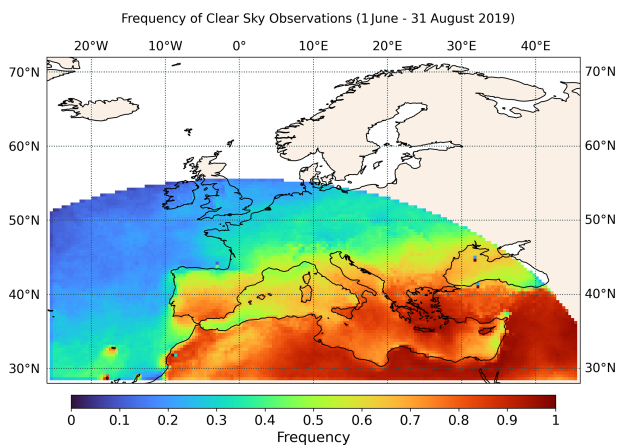 Frequency of Clear Sky Observations (1 June - 31 August 2019)
20°W 10°W 0° 10°E 20°E 30°E 40°E
70°N 70°N
60°N 60°N
50°N 50°N
40°N 40°N
30°N 30°N
0 0.1 0.2 0.3 0.4 0.5 0.6 0.7 0.8 0.9 1
Frequency